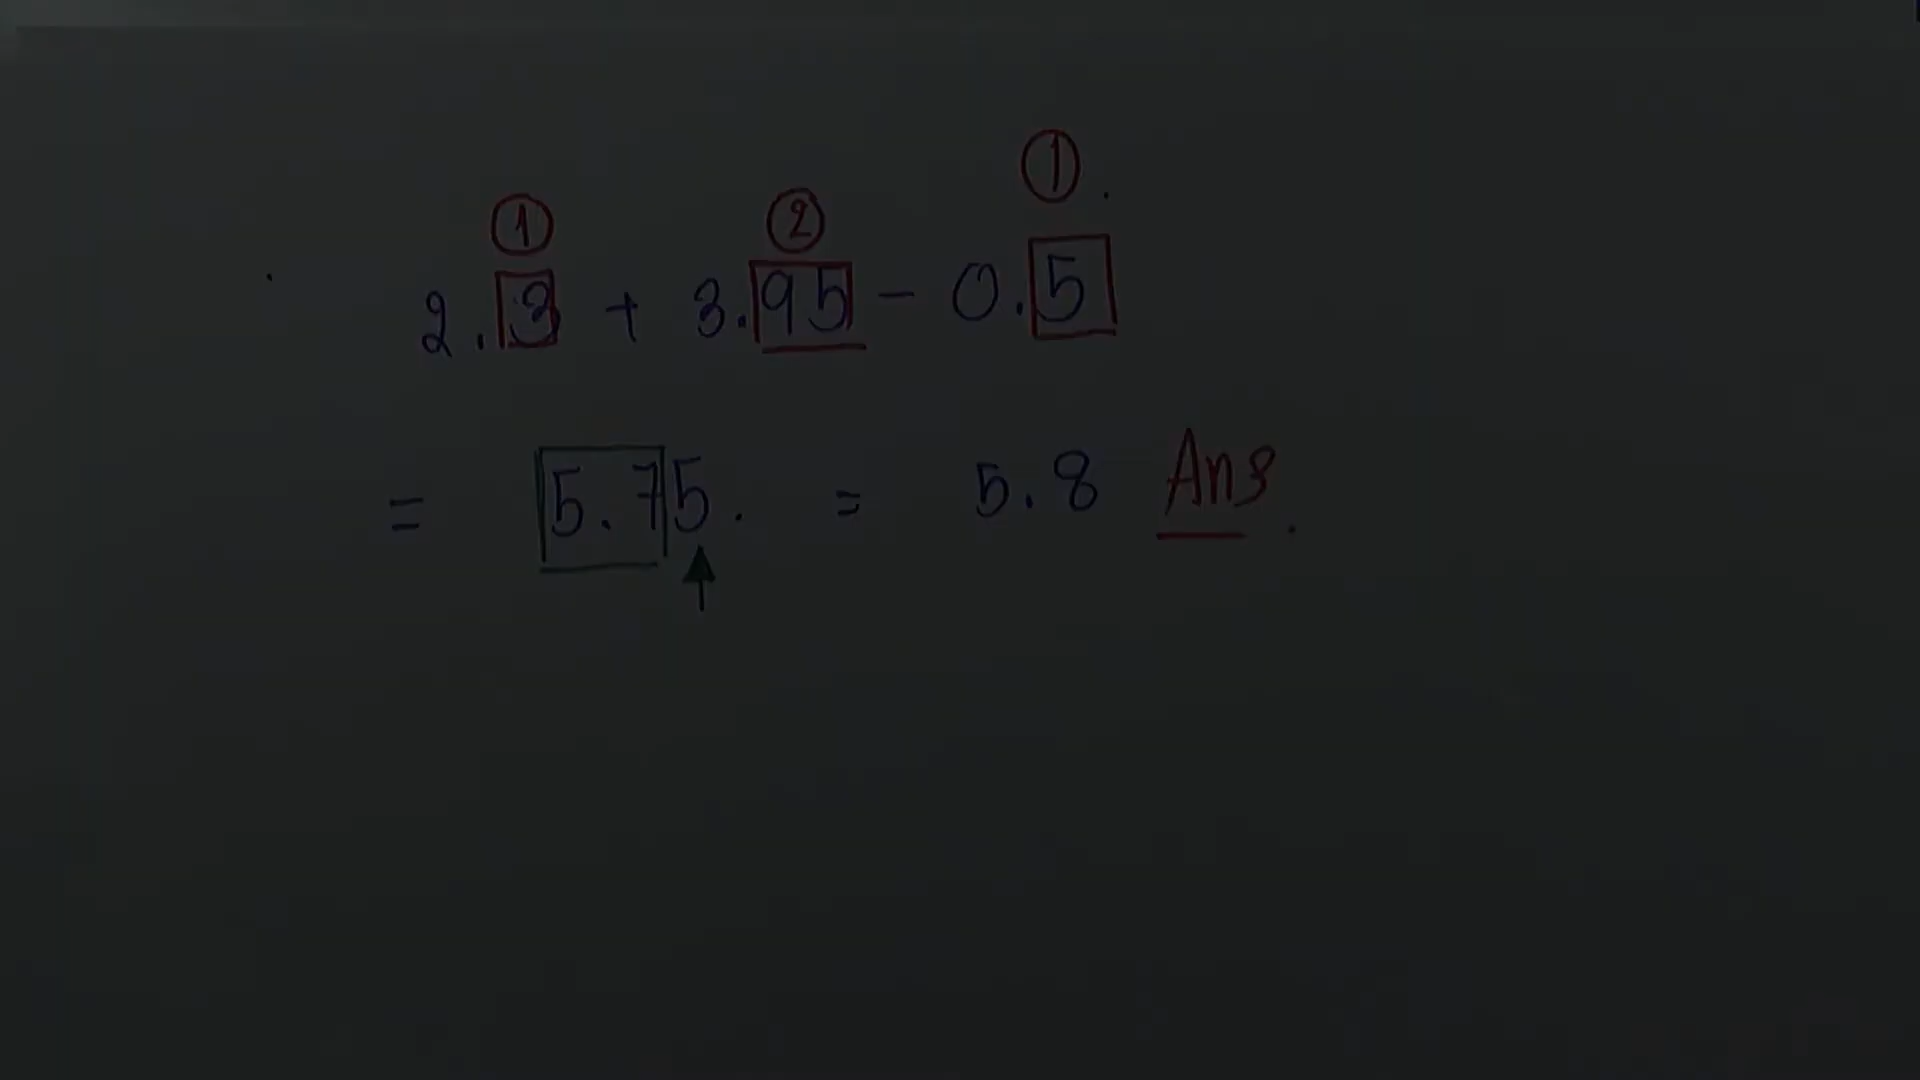 ① ② ①.
2.3 + 3.95 - 0.5
= 5.75. = 5.8 Ans.